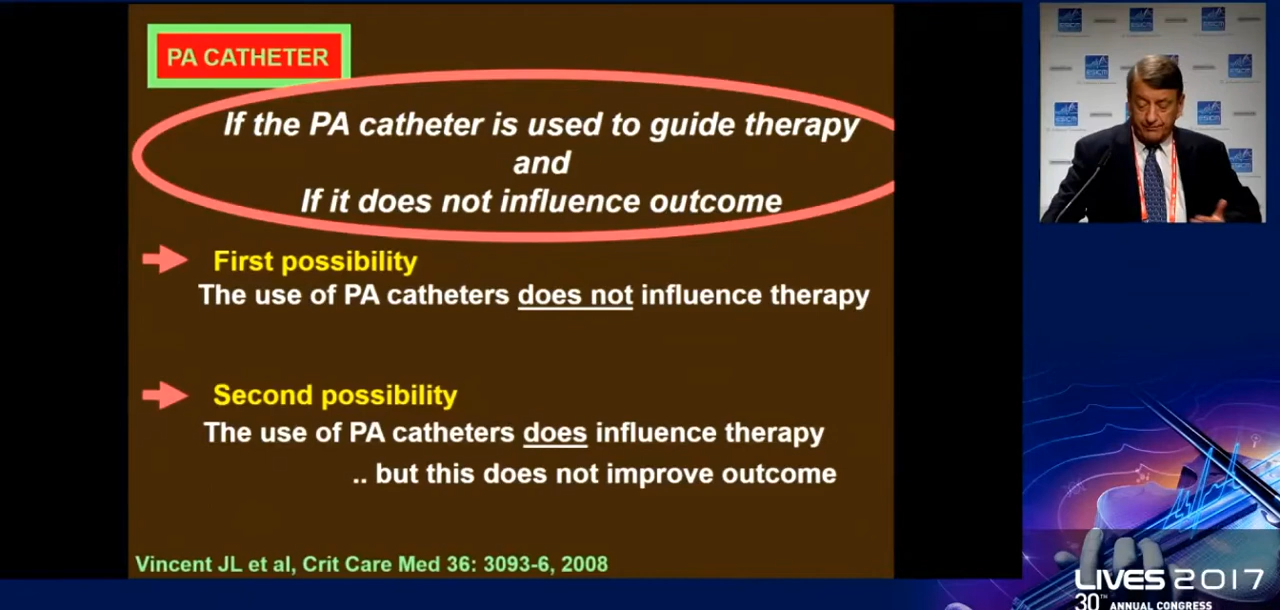 PA CATHETER
If the PA catheter is used to guide therapy
and
If it does not influence outcome
First possibility
The use of PA catheters does not influence therapy
Second possibility
The use of PA catheters does influence therapy
.. but this does not improve outcome
Vincent JL et al, Crit Care Med 36: 3093-6, 2008
ESICM
ESICM
ESICM
LIVES 2017
30TH ANNUAL CONGRESS